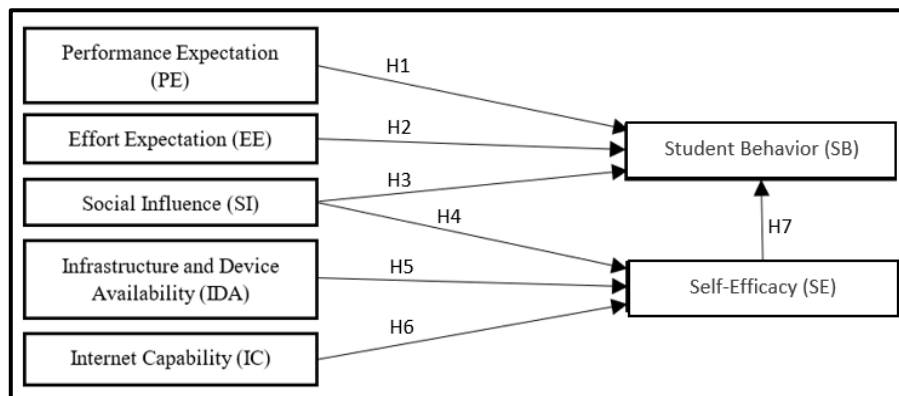 Performance Expectation
(PE)
H1
Effort Expectation (EE)
H2
Student Behavior (SB)
Social Influence (SI)
H3
H4
H7
Infrastructure and Device
Availability (IDA)
H5
Self-Efficacy (SE)
Internet Capability (IC)
H6